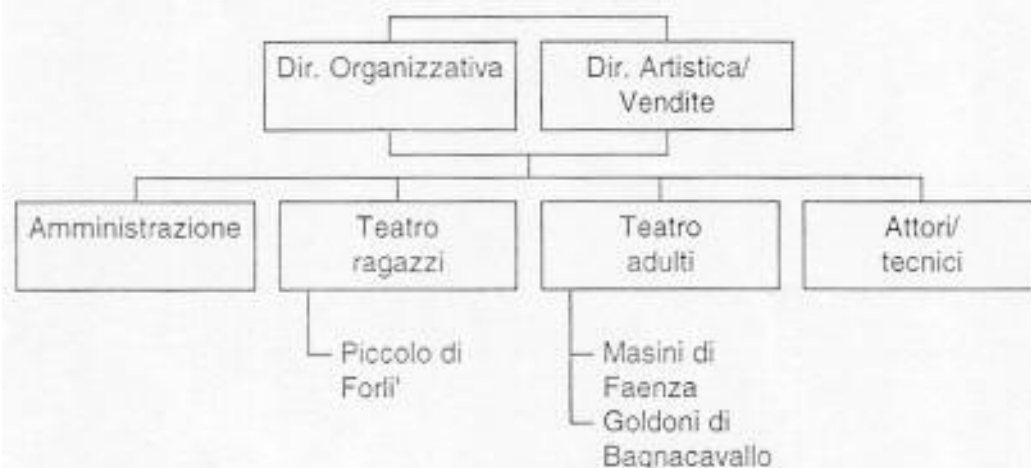 Dir. Organizzativa
Dir. Artistica/
Vendite
Amministrazione
Teatro
ragazzi
Teatro
adulti
Attori/
tecnici
Piccolo di
Forli'
Masini di
Faenza
Goldoni di
Bagnacavallo